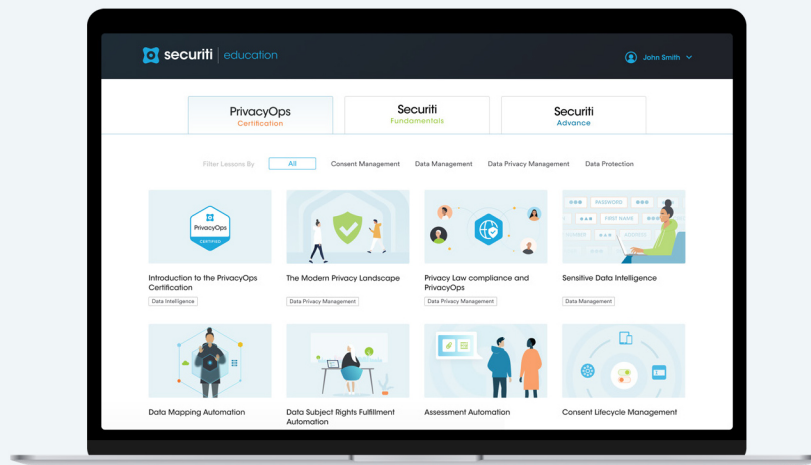 securiti education
John Smith
PrivacyOps
Certification
Securiti
Fundamentals
Securiti
Advance
Filter Lessons By
All
Consent Management
Data Management
Data Privacy Management
Data Protection
PrivacyOps
CERTIFIED
PASSWORD
FIRST NAME
ADDRESS
Introduction to the PrivacyOps
Certification
Data Intelligence
The Modern Privacy Landscape
Data Privacy Management
Privacy Law compliance and
PrivacyOps
Data Privacy Management
Sensitive Data Intelligence
Data Management
Data Mapping Automation
Data Subject Rights Fulfillment
Automation
Assessment Automation
Consent Lifecycle Management